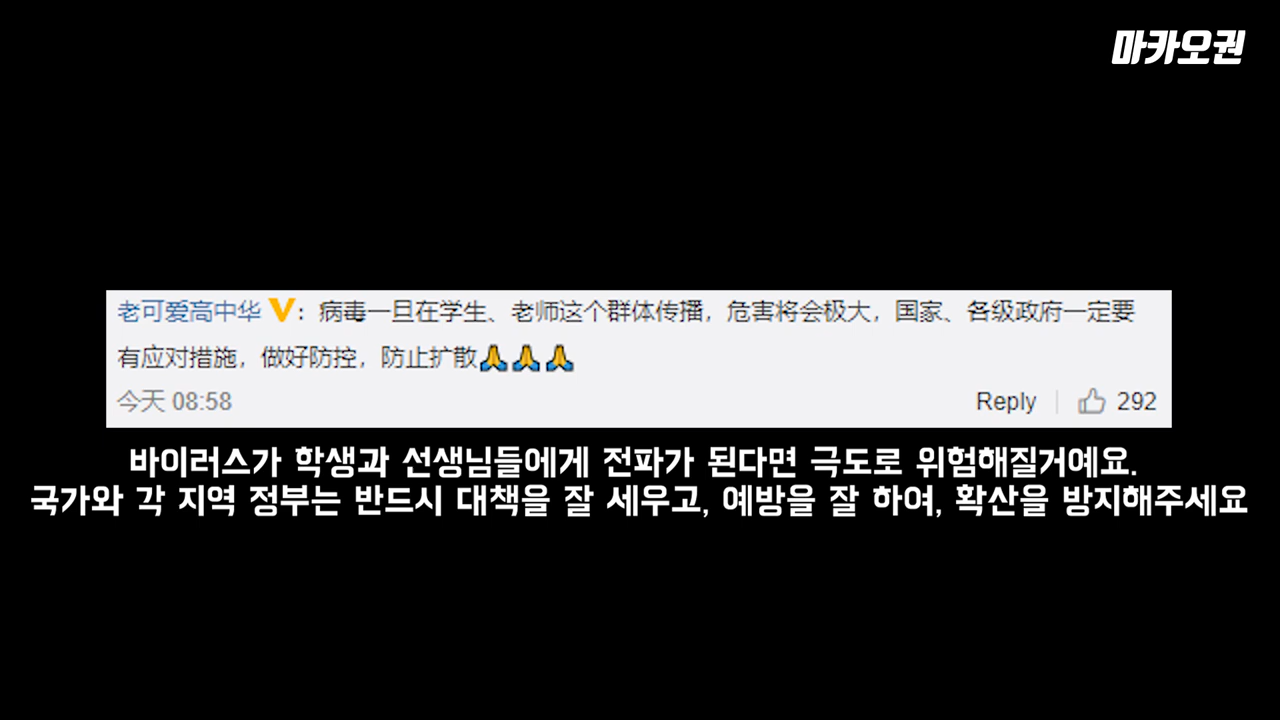 마카오권
老可爱高中华 V：病毒一旦在学生、老师这个群体传播，危害将会极大，国家、各级政府一定要
有应对措施，做好防控，防止扩散🙏🙏🙏
今天 08:58 Reply 292
바이러스가 학생과 선생님들에게 전파가 된다면 극도로 위험해질거예요.
국가와 각 지역 정부는 반드시 대책을 잘 세우고, 예방을 잘 하여, 확산을 방지해주세요